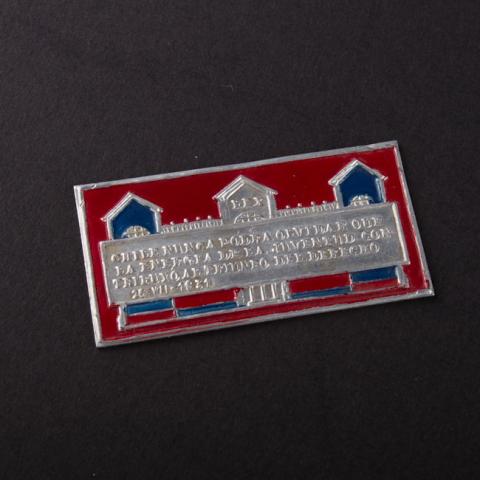 LEX
CHILE NUNCA PODRA OLVIDAR QUE
LA ENERGIA DE LA JUVENTUD CON
TRIBUYO AL TRIUNFO DEL DERECHO
26-VII-1931